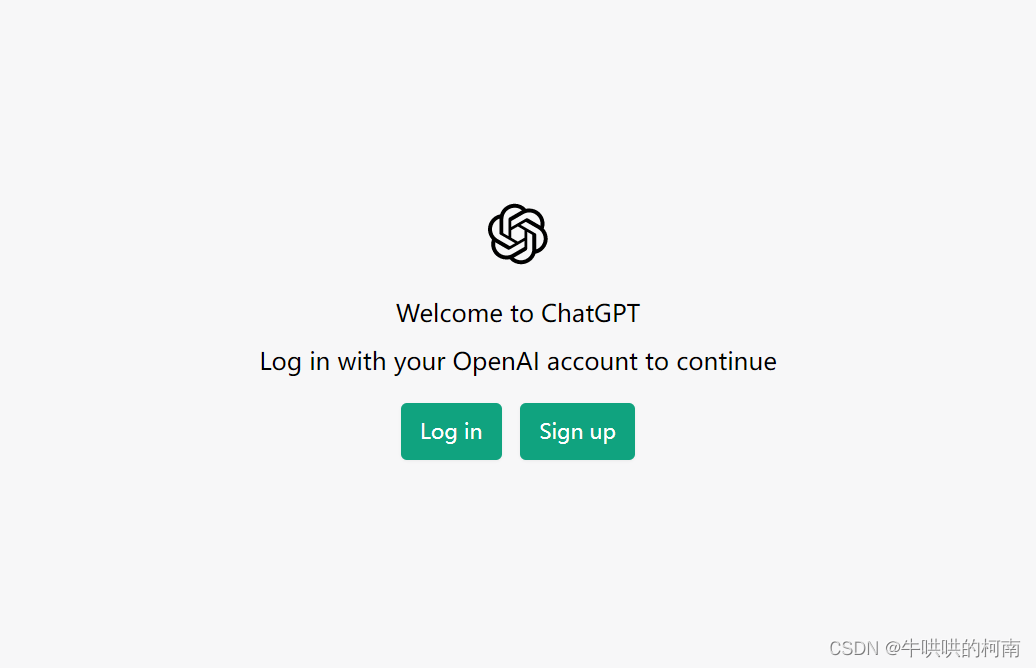 Welcome to ChatGPT
Log in with your OpenAI account to continue
Log in
Sign up
CSDN @牛哄哄的柯南